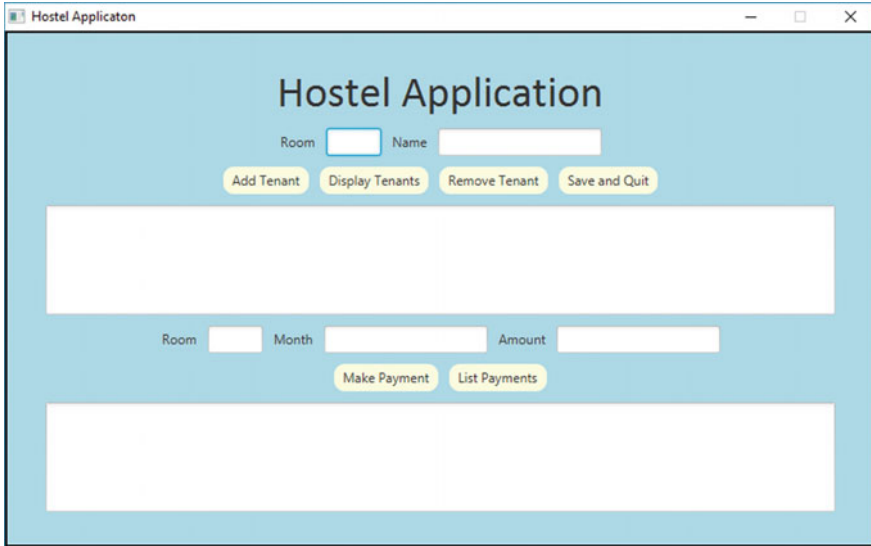 Hostel Applicaton
Hostel Application
Room Name
Add Tenant Display Tenants Remove Tenant Save and Quit
Room Month Amount
Make Payment List Payments